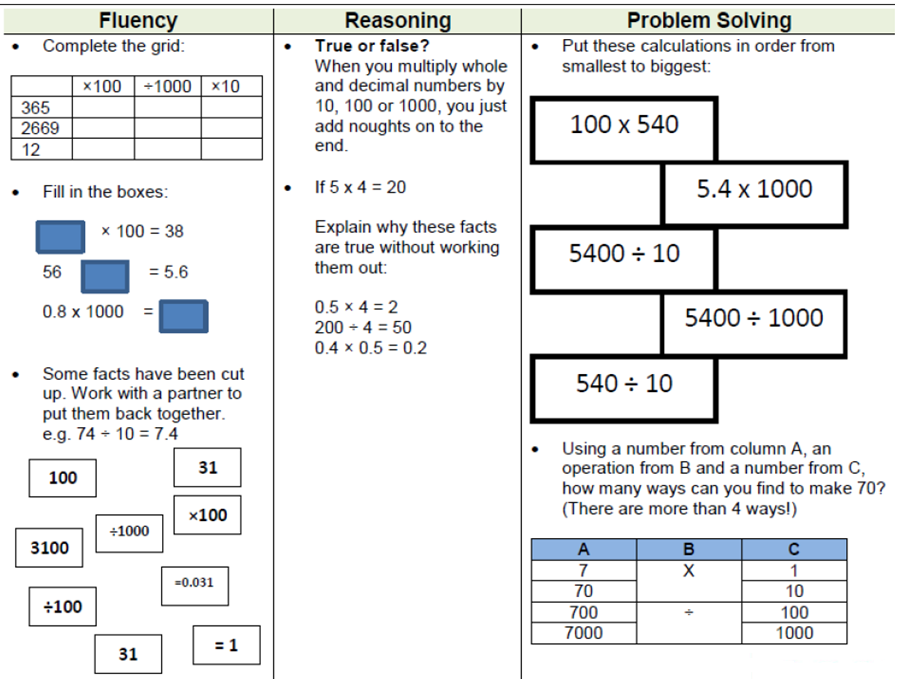 Fluency
• Complete the grid:
×100 ÷1000 ×10
365
2669
12
• Fill in the boxes:
× 100 = 38
56 = 5.6
0.8 x 1000 =
• Some facts have been cut
up. Work with a partner to
put them back together.
e.g. 74 ÷ 10 = 7.4
100
31
×100
÷1000
3100
=0.031
÷100
31
= 1
Reasoning
• True or false?
When you multiply whole
and decimal numbers by
10, 100 or 1000, you just
add noughts on to the
end.
• If 5 x 4 = 20
Explain why these facts
are true without working
them out:
0.5 × 4 = 2
200 ÷ 4 = 50
0.4 × 0.5 = 0.2
Problem Solving
• Put these calculations in order from
smallest to biggest:
100 x 540
5.4 x 1000
5400 ÷ 10
5400 ÷ 1000
540 ÷ 10
• Using a number from column A, an
operation from B and a number from C,
how many ways can you find to make 70?
(There are more than 4 ways!)
A B C
7 X 1
70 10
700 ÷ 100
7000 1000